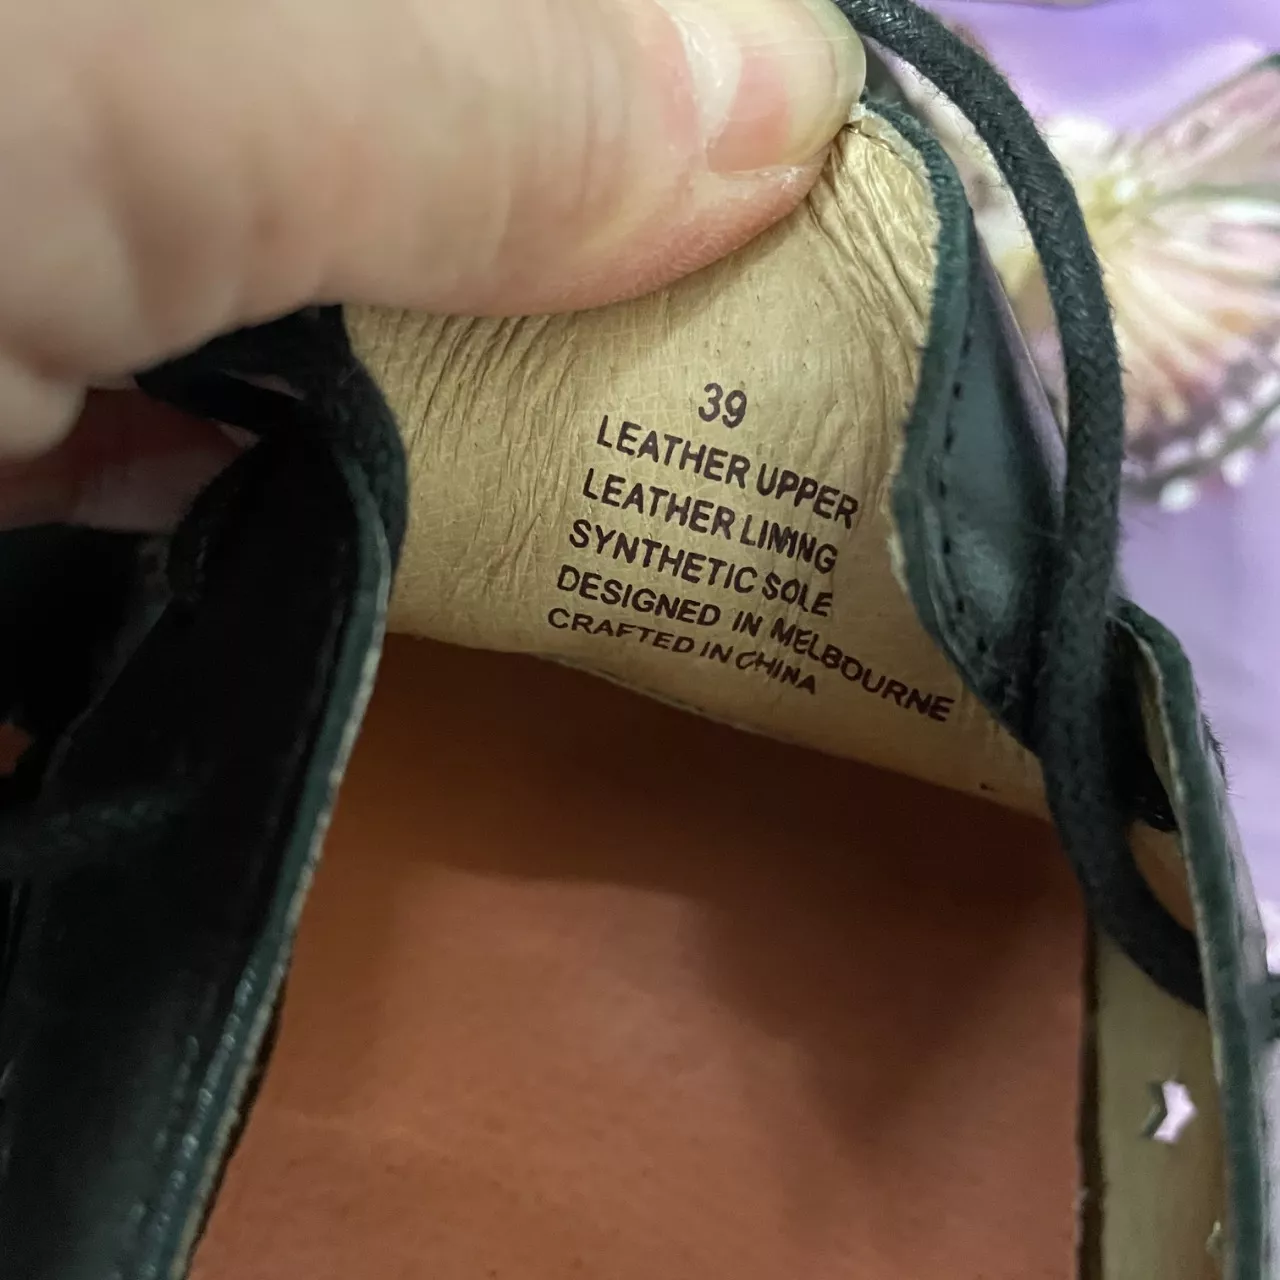 39
LEATHER UPPER
LEATHER LINING
SYNTHETIC SOLE
DESIGNED IN MELBOURNE
CRAFTED IN CHINA